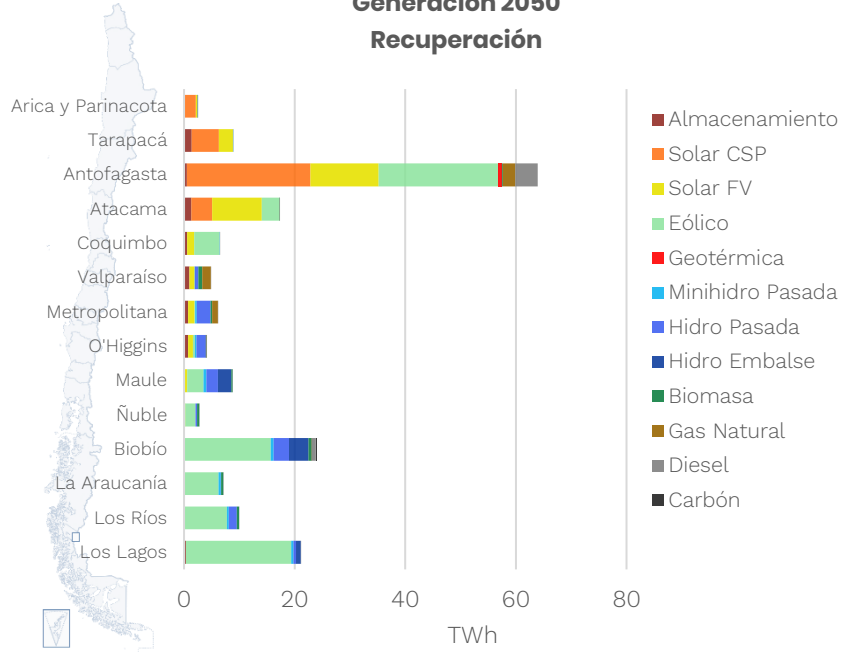 Generación 2050
Recuperación
Arica y Parinacota
Tarapacá
Antofagasta
Atacama
Coquimbo
Valparaíso
Metropolitana
O'Higgins
Maule
Ñuble
Biobío
La Araucanía
Los Ríos
Los Lagos
0 20 40 60 80
TWh
Almacenamiento
Solar CSP
Solar FV
Eólico
Geotérmica
Minihidro Pasada
Hidro Pasada
Hidro Embalse
Biomasa
Gas Natural
Diesel
Carbón